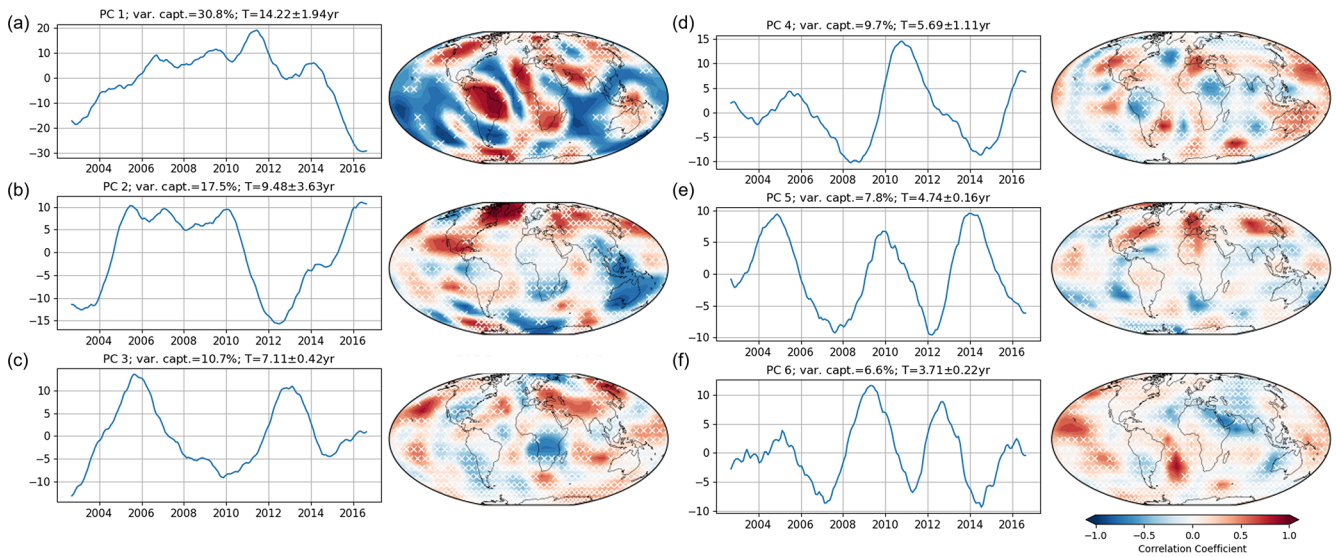 (a)
PC 1; var. capt.=30.8%; T=14.22±1.94yr
20
10
0
−10
−20
−30
2004 2006 2008 2010 2012 2014 2016
(b)
PC 2; var. capt.=17.5%; T=9.48±3.63yr
10
5
0
−5
−10
−15
2004 2006 2008 2010 2012 2014 2016
(c)
PC 3; var. capt.=10.7%; T=7.11±0.42yr
10
5
0
−5
−10
2004 2006 2008 2010 2012 2014 2016
(d)
PC 4; var. capt.=9.7%; T=5.69±1.11yr
15
10
5
0
−5
−10
2004 2006 2008 2010 2012 2014 2016
(e)
PC 5; var. capt.=7.8%; T=4.74±0.16yr
10
5
0
−5
−10
2004 2006 2008 2010 2012 2014 2016
(f)
PC 6; var. capt.=6.6%; T=3.71±0.22yr
10
5
0
−5
−10
2004 2006 2008 2010 2012 2014 2016
−1.0 −0.5 0.0 0.5 1.0
Correlation Coefficient